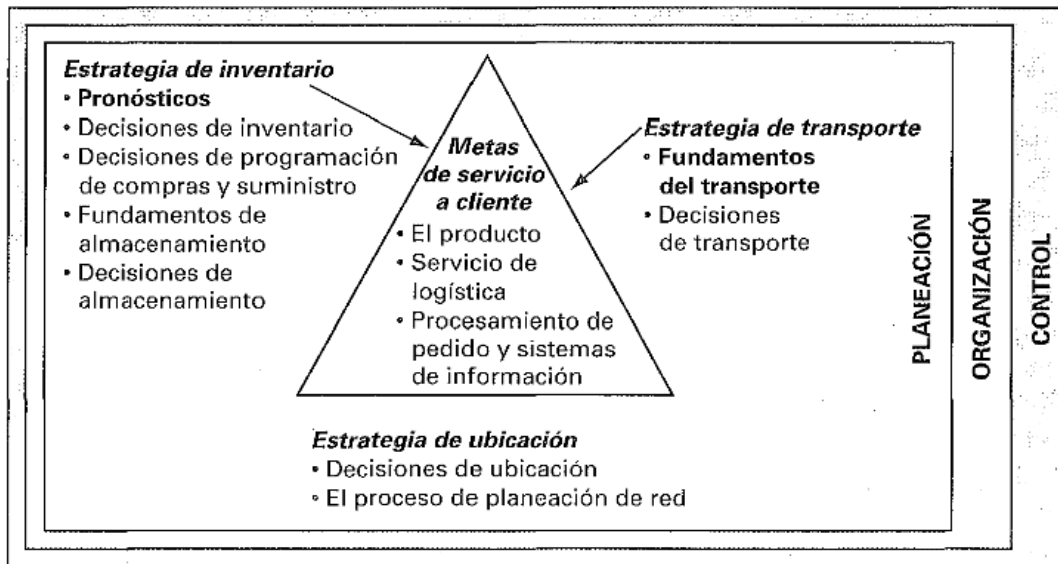 Estrategia de inventario
• Pronósticos
• Decisiones de inventario
• Decisiones de programación
de compras y suministro
• Fundamentos de
almacenamiento
• Decisiones de
almacenamiento
Metas
de servicio
a cliente
• El producto
• Servicio de
logística
• Procesamiento de
pedido y sistemas
de información
Estrategia de transporte
• Fundamentos
del transporte
• Decisiones
de transporte
Estrategia de ubicación
• Decisiones de ubicación
• El proceso de planeación de red
PLANEACIÓN
ORGANIZACIÓN
CONTROL